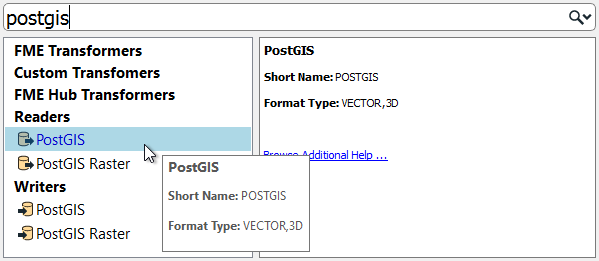 postgis
FME Transformers
Custom Transfomers
FME Hub Transformers
Readers
PostGIS
PostGIS Raster
Writers
PostGIS
PostGIS Raster
PostGIS
Short Name: POSTGIS
Format Type: VECTOR,3D
Browse Additional Help ...
PostGIS
Short Name: POSTGIS
Format Type: VECTOR,3D